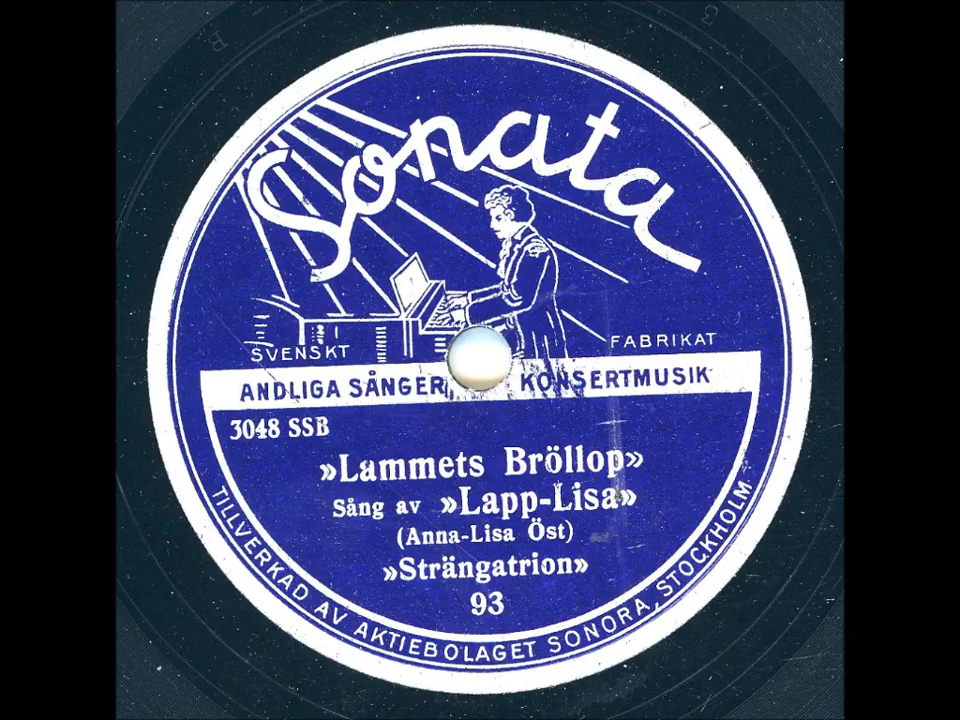 Sonata
SVENSKT
FABRIKAT
ANDLIGA SÅNGER KONSERTMUSIK
3048 SSB
»Lammets Bröllop»
Sång av »Lapp-Lisa»
(Anna-Lisa Öst)
»Strängatrion»
93
TILLVERKAD AV AKTIEBOLAGET SONORA, STOCKHOLM